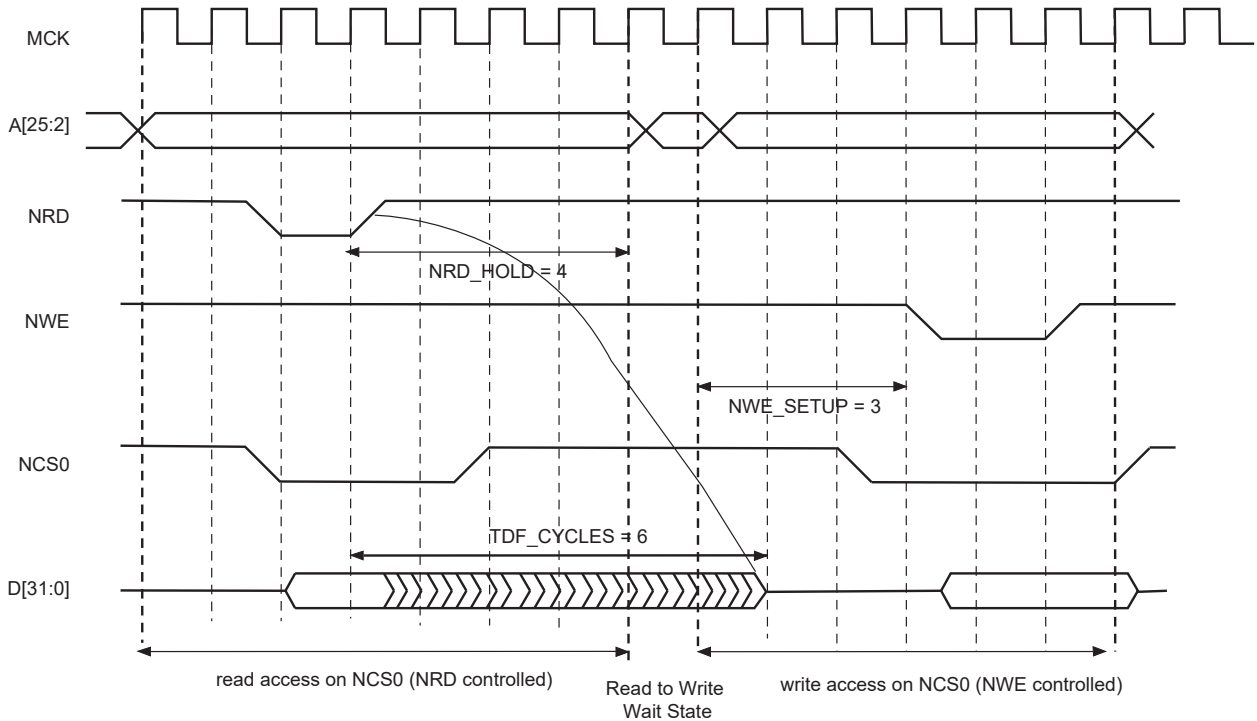 MCK
A[25:2]
NRD
NRD_HOLD = 4
NWE
NWE_SETUP = 3
NCS0
TDF_CYCLES = 6
D[31:0]
read access on NCS0 (NRD controlled)
Read to Write
Wait State
write access on NCS0 (NWE controlled)